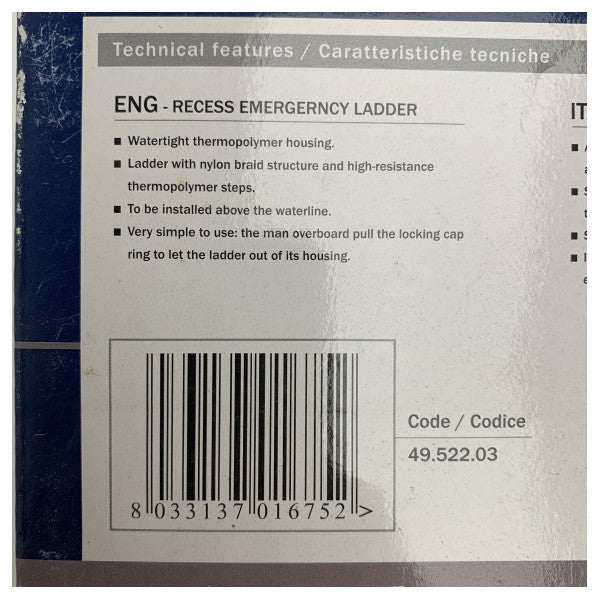 Technical features / Caratteristiche tecniche
ENG - RECESS EMERGERNCY LADDER
■ Watertight thermopolymer housing.
■ Ladder with nylon braid structure and high-resistance
thermopolymer steps.
■ To be installed above the waterline.
■ Very simple to use: the man overboard pull the locking cap
ring to let the ladder out of its housing.
IT
8 033137 016752 >
Code / Codice
49.522.03